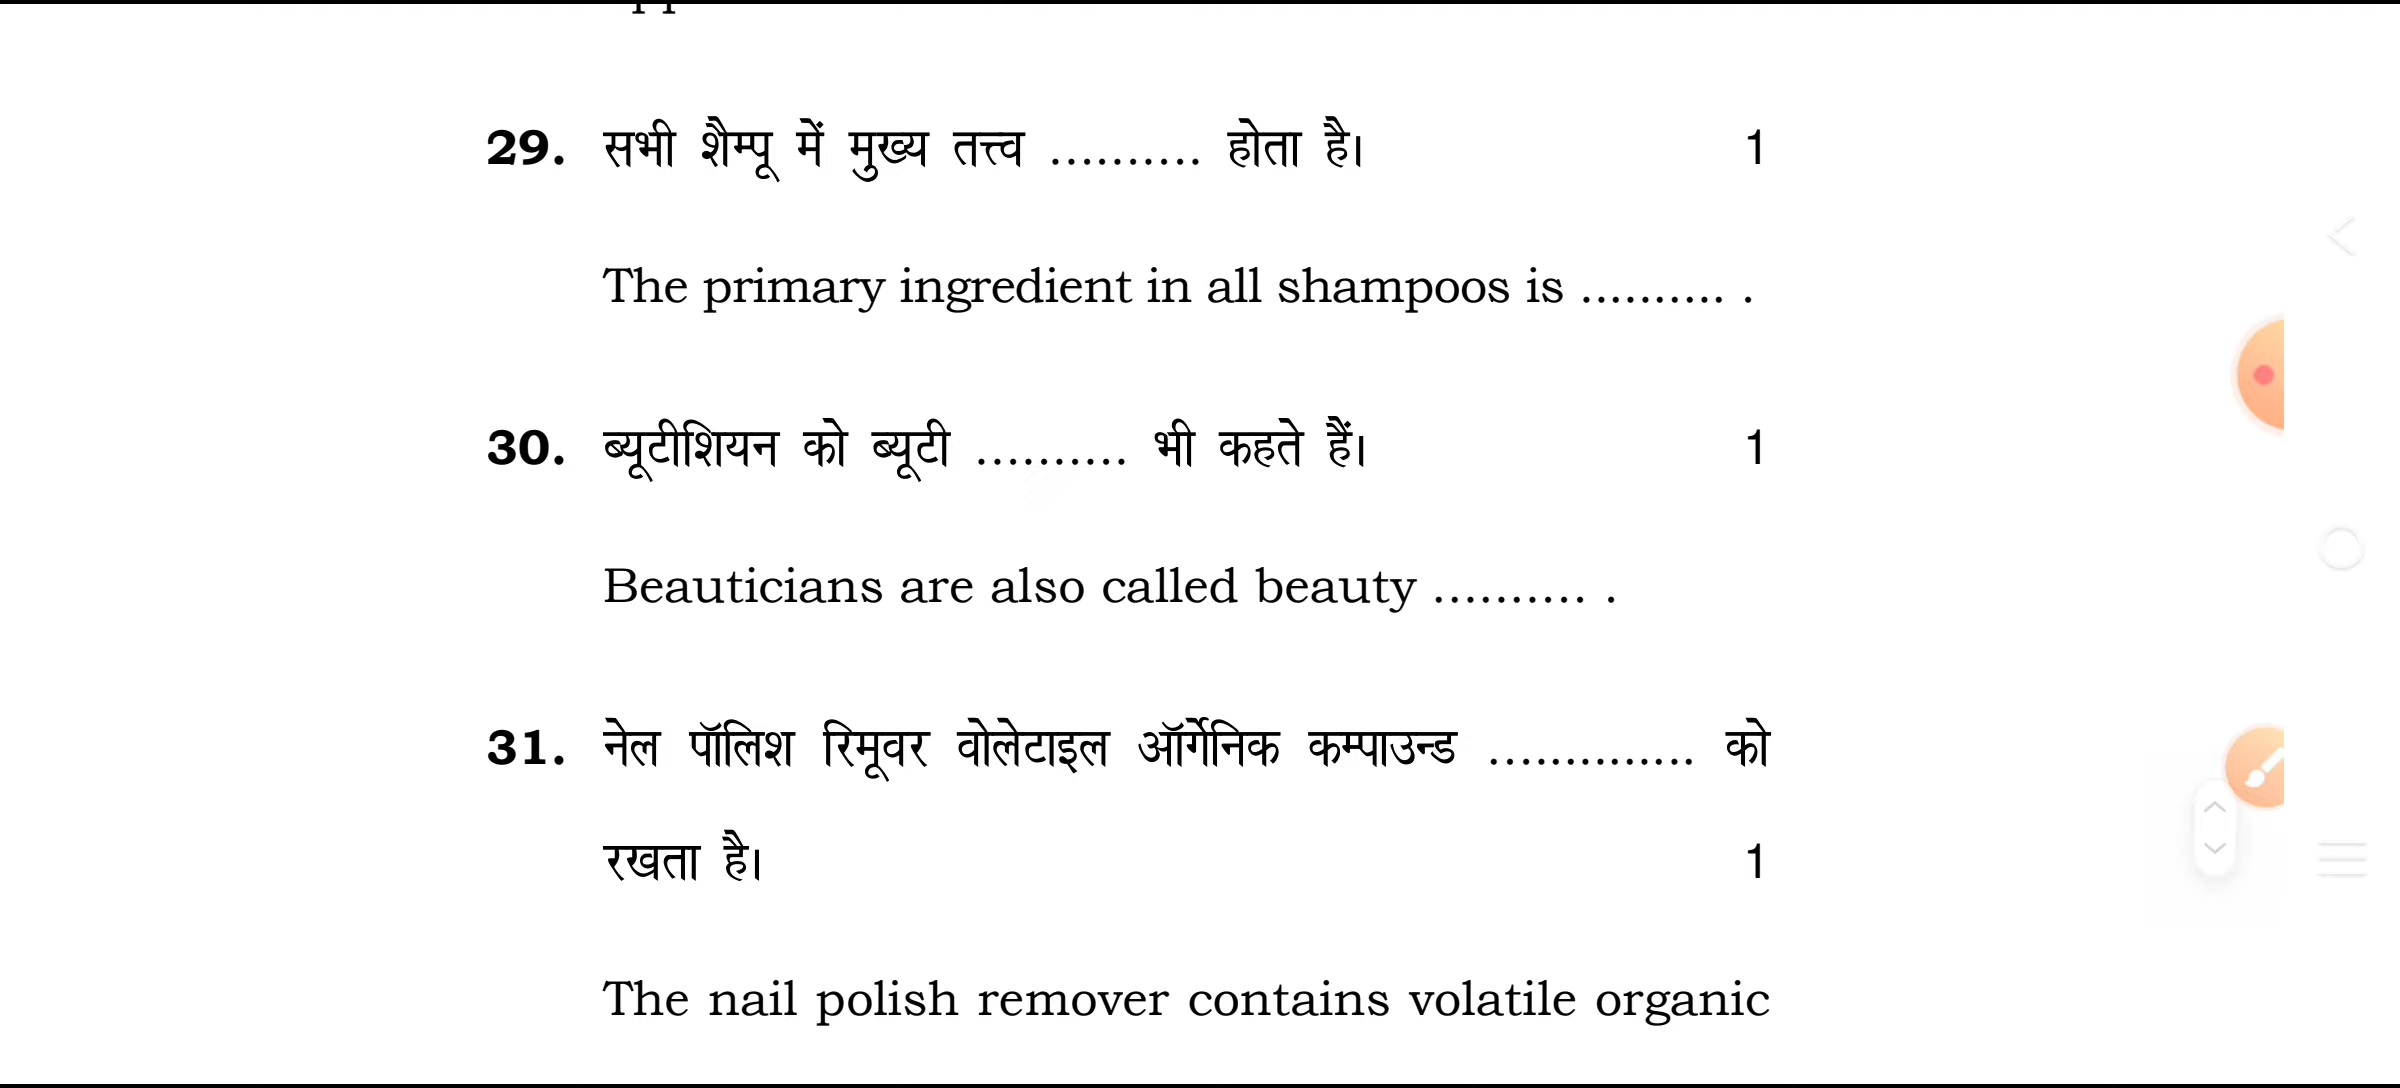 29. सभी शैम्पू में मुख्य तत्त्व .......... होता है। 1
The primary ingredient in all shampoos is .......... .
30. ब्यूटीशियन को ब्यूटी .......... भी कहते हैं। 1
Beauticians are also called beauty .......... .
31. नेल पॉलिश रिमूवर वोलेटाइल ऑर्गेनिक कम्पाउन्ड .............. को
रखता है। 1
The nail polish remover contains volatile organic